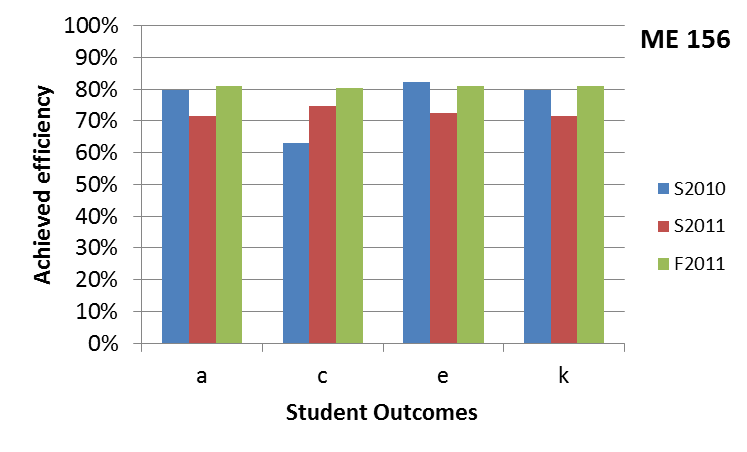 ME 156
Achieved efficiency
100%
90%
80%
70%
60%
50%
40%
30%
20%
10%
0%
a
c
e
k
Student Outcomes
S2010
S2011
F2011